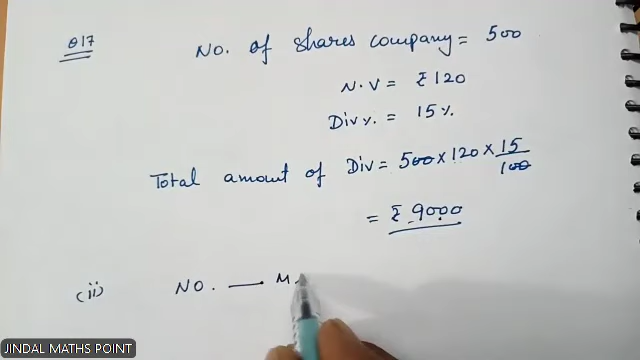 Q17
No. of shares company = 500
N.V = ₹120
Div%. = 15%.
Total amount of Div = 500 × 120 × 15/100
= ₹ 9000
(ii) NO. — M.
JINDAL MATHS POINT